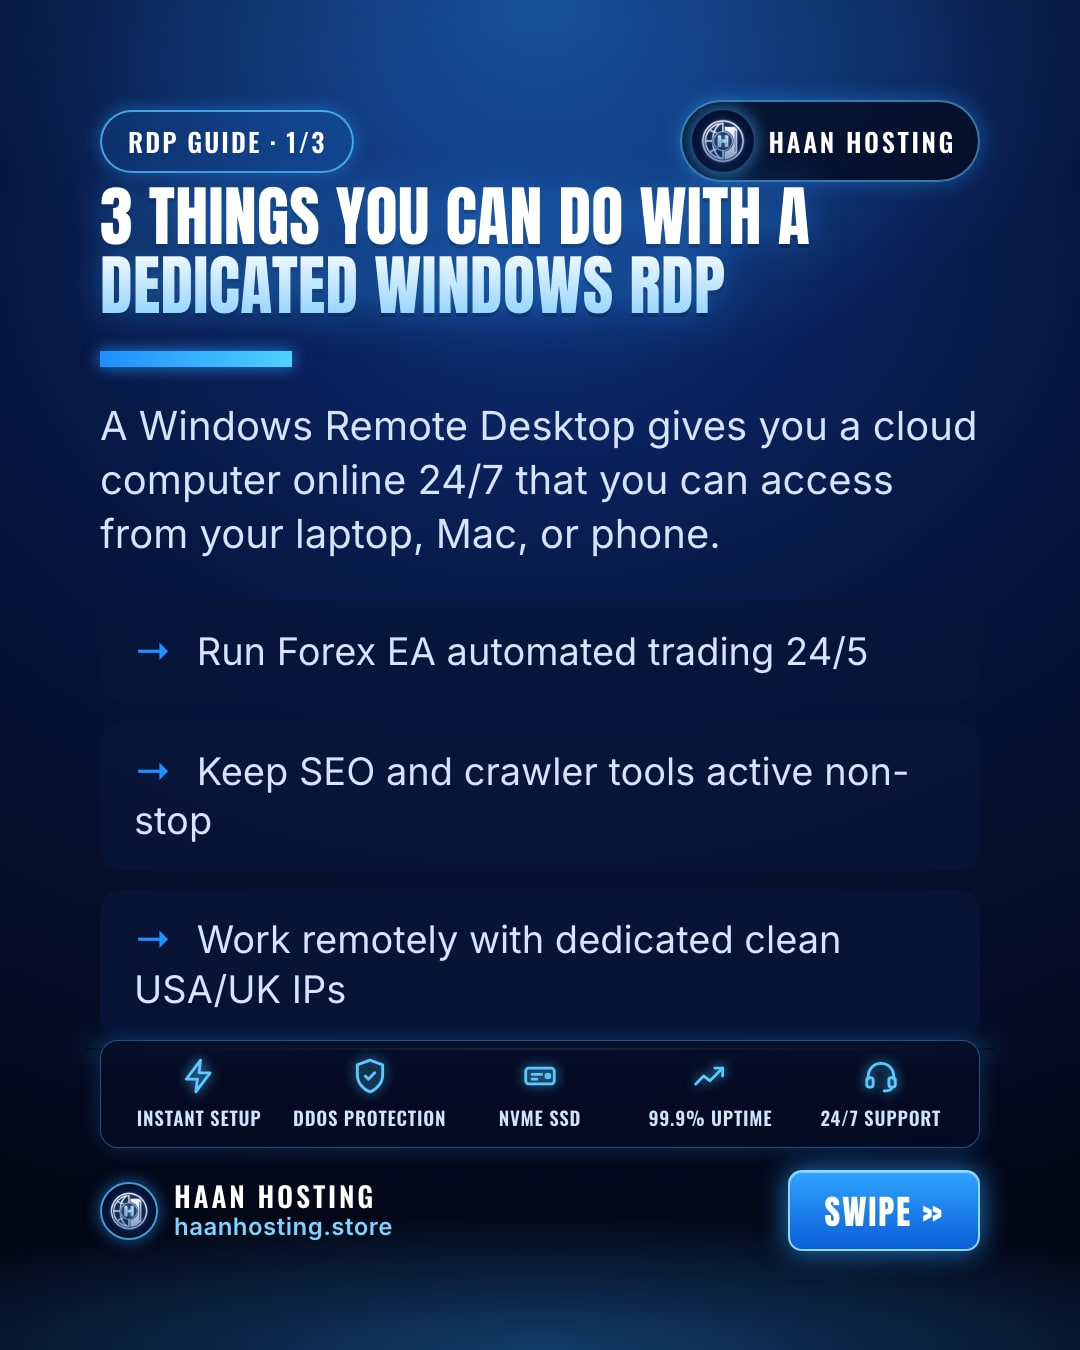 RDP GUIDE · 1/3
HAAN HOSTING
3 THINGS YOU CAN DO WITH A
DEDICATED WINDOWS RDP
A Windows Remote Desktop gives you a cloud
computer online 24/7 that you can access
from your laptop, Mac, or phone.
→ Run Forex EA automated trading 24/5
→ Keep SEO and crawler tools active non-
stop
→ Work remotely with dedicated clean
USA/UK IPs
INSTANT SETUP
DDOS PROTECTION
NVME SSD
99.9% UPTIME
24/7 SUPPORT
HAAN HOSTING
haanhosting.store
SWIPE »